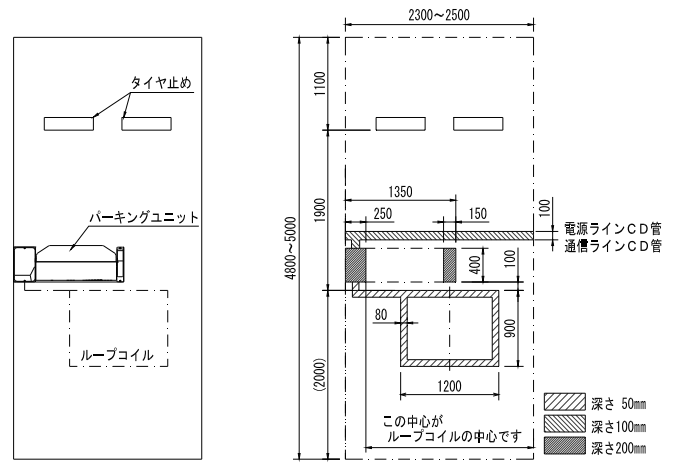 2300～2500
タイヤ止め
1100
1350
パーキングユニット
1900
250
150
100
電源ラインCD管
通信ラインCD管
4800～5000
400
100
80
900
ループコイル
(2000)
1200
深さ 50mm
この中心が
ループコイルの中心です
深さ100mm
深さ200mm